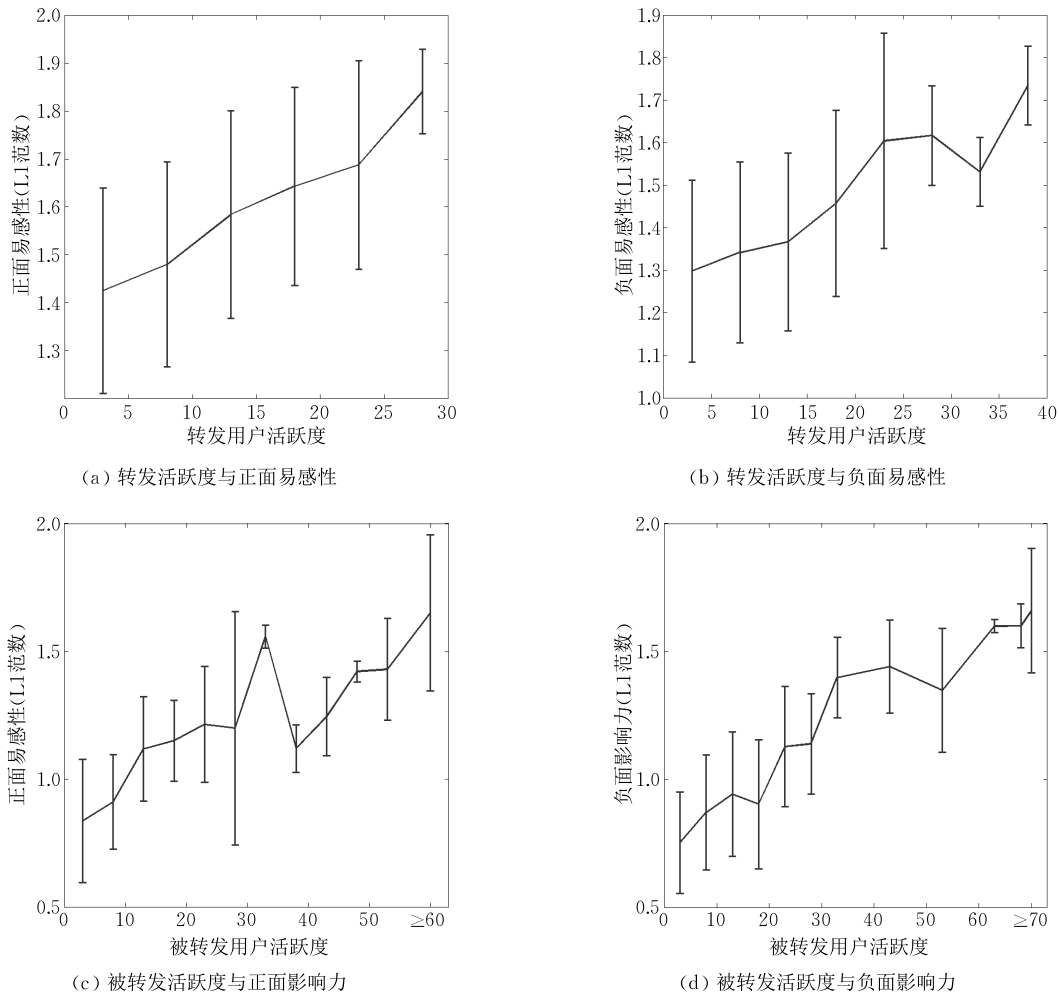 2.0
1.9
1.8
1.7
1.6
1.5
1.4
1.3
正面易感性(L1范数)
0 5 10 15 20 25 30
转发用户活跃度
(a) 转发活跃度与正面易感性
1.9
1.8
1.7
1.6
1.5
1.4
1.3
1.2
1.1
1.0
负面易感性(L1范数)
0 5 10 15 20 25 30 35 40
转发用户活跃度
(b) 转发活跃度与负面易感性
2.0
1.5
1.0
0.5
正面易感性(L1范数)
0 10 20 30 40 50 ≥60
被转发用户活跃度
(c) 被转发活跃度与正面影响力
2.0
1.5
1.0
0.5
负面影响力(L1范数)
0 10 20 30 40 50 60 ≥70
被转发用户活跃度
(d) 被转发活跃度与负面影响力